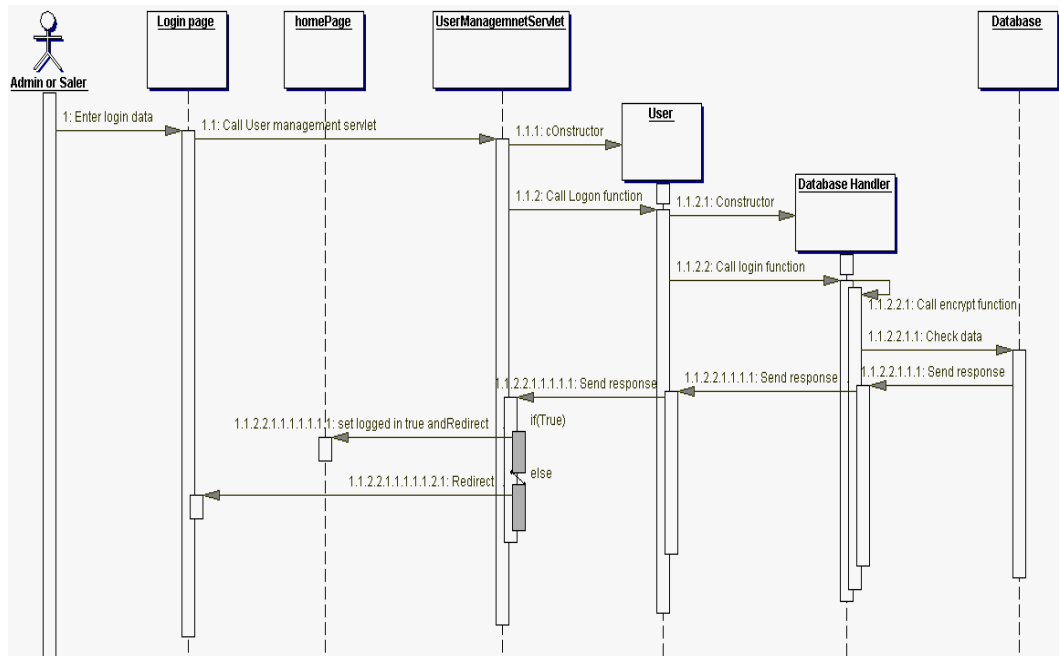 Login page
homePage
UserManagemnetServlet
Database
Admin or Saler
1: Enter login data
1.1: Call User management servlet
1.1.1: cOnstructor
User
Database Handler
1.1.2: Call Logon function
1.1.2.1: Constructor
1.1.2.2: Call login function
1.1.2.2.1: Call encrypt function
1.1.2.2.1.1: Check data
1.1.2.2.1.1.1.1.1: Send response
1.1.2.2.1.1.1.1: Send response
1.1.2.2.1.1.1: Send response
if(True)
1.1.2.2.1.1.1.1.1.1.1: set logged in true andRedirect
else
1.1.2.2.1.1.1.1.1.2.1: Redirect